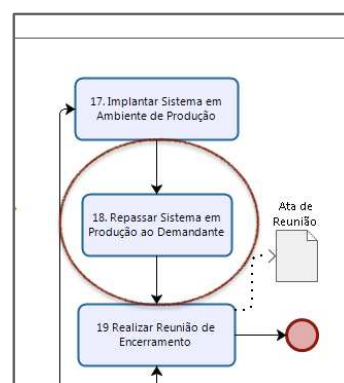 17. Implantar Sistema em
Ambiente de Produção
18. Repassar Sistema em
Produção ao Demandante
Ata de
Reunião
19 Realizar Reunião de
Encerramento